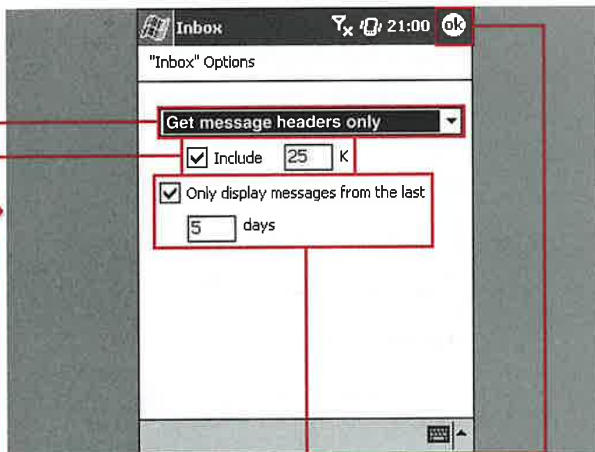 Inbox 21:00 ok
"Inbox" Options
Get message headers only
Include 25 K
Only display messages from the last
5 days